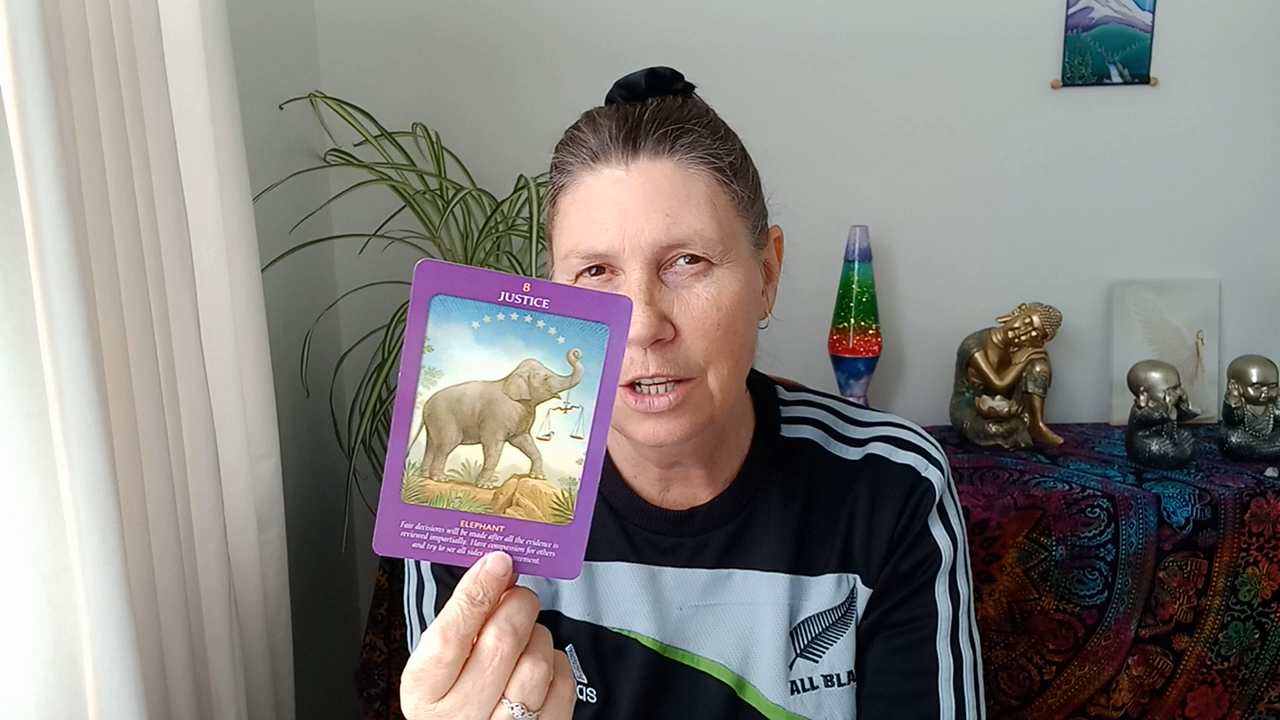 8
JUSTICE
ELEPHANT
Fair decisions will be made after all the evidence is
reviewed impartially. Have compassion for others
and try to see all sides
ALL BLA